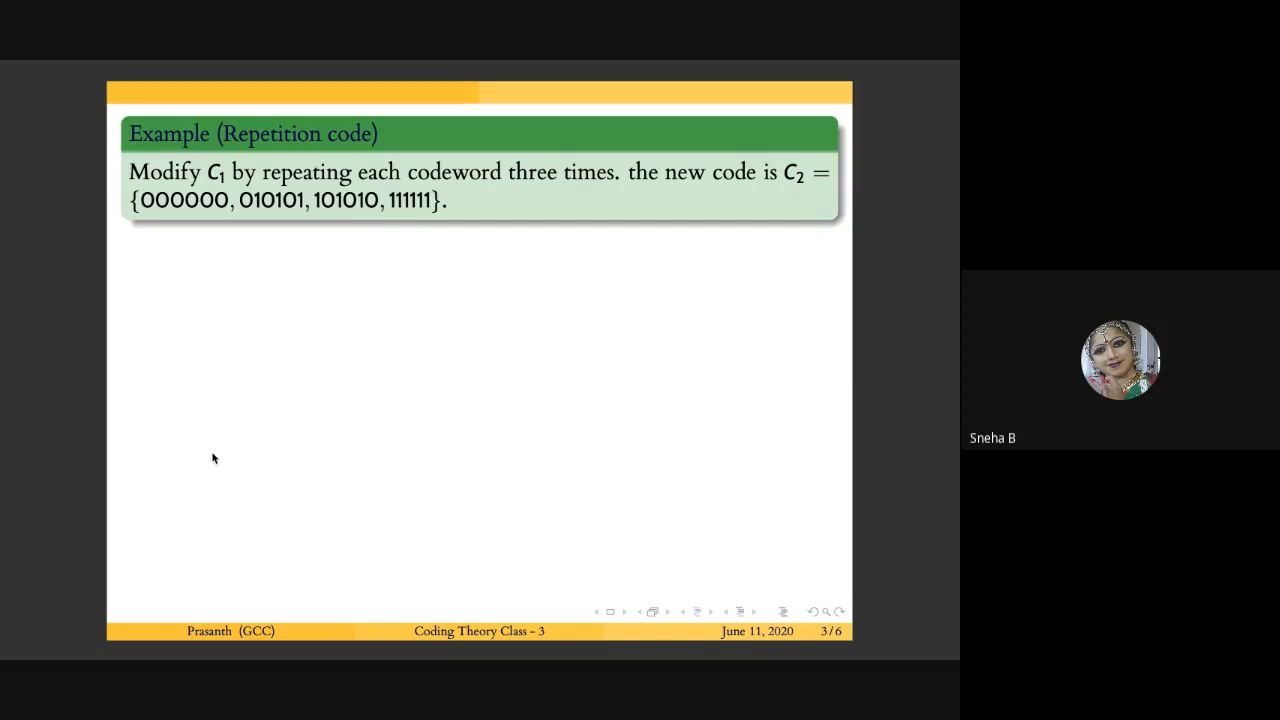 Example (Repetition code)
Modify C₁ by repeating each codeword three times. the new code is C₂ =
{000000, 010101, 101010, 111111}.
Sneha B
Prasanth (GCC) Coding Theory Class - 3 June 11, 2020 3/6